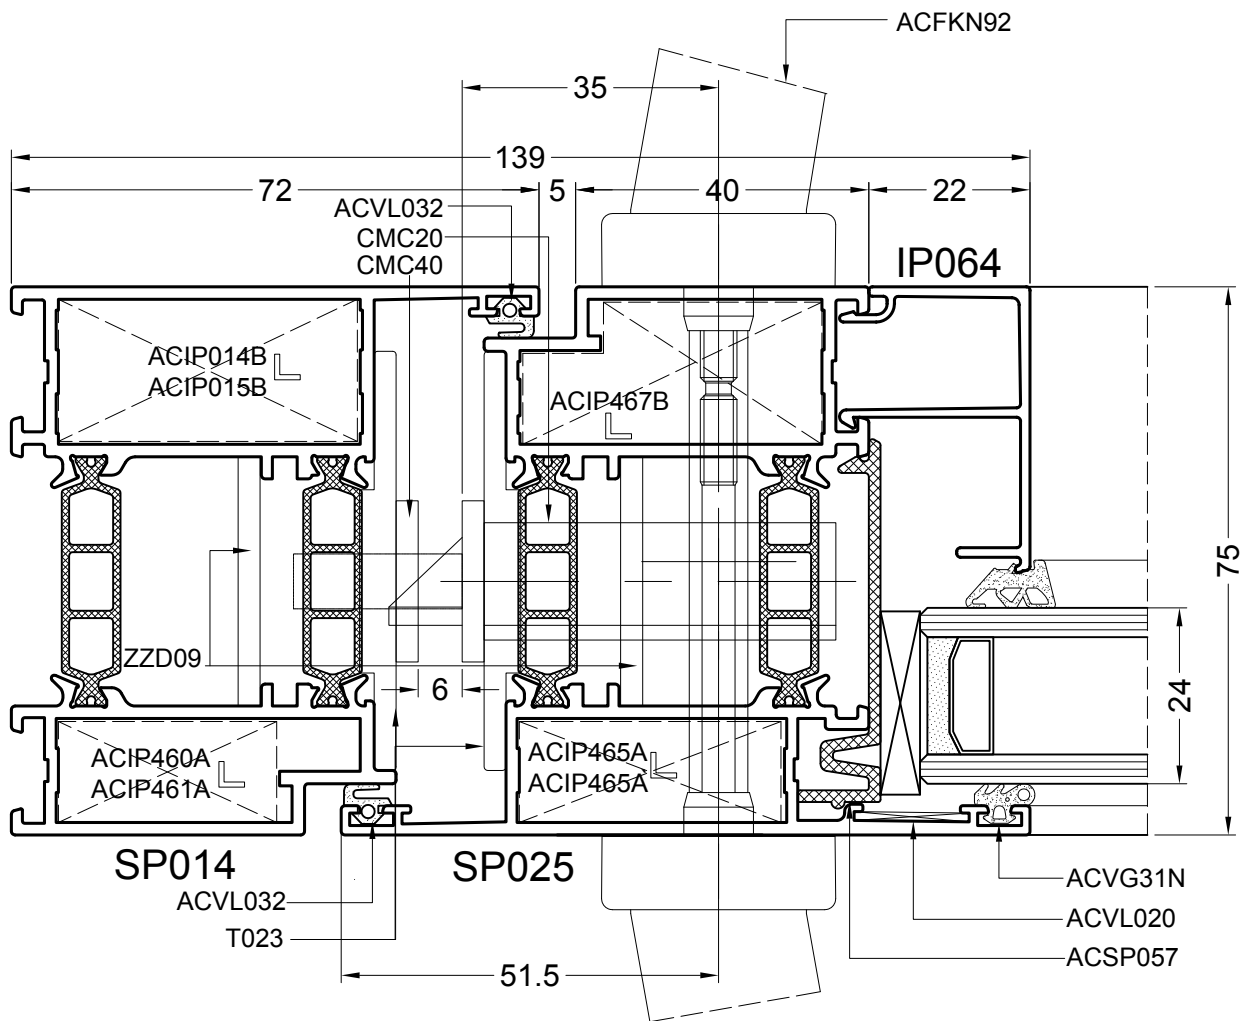 ACFKN92
35
139
72
5
40
22
ACVL032
CMC20
CMC40
IP064
ACIP014B
ACIP015B
ACIP467B
75
ZZD09
6
24
ACIP460A
ACIP461A
ACIP465A
ACIP465A
SP014
SP025
ACVL032
ACVG31N
ACVL020
T023
ACSP057
51.5